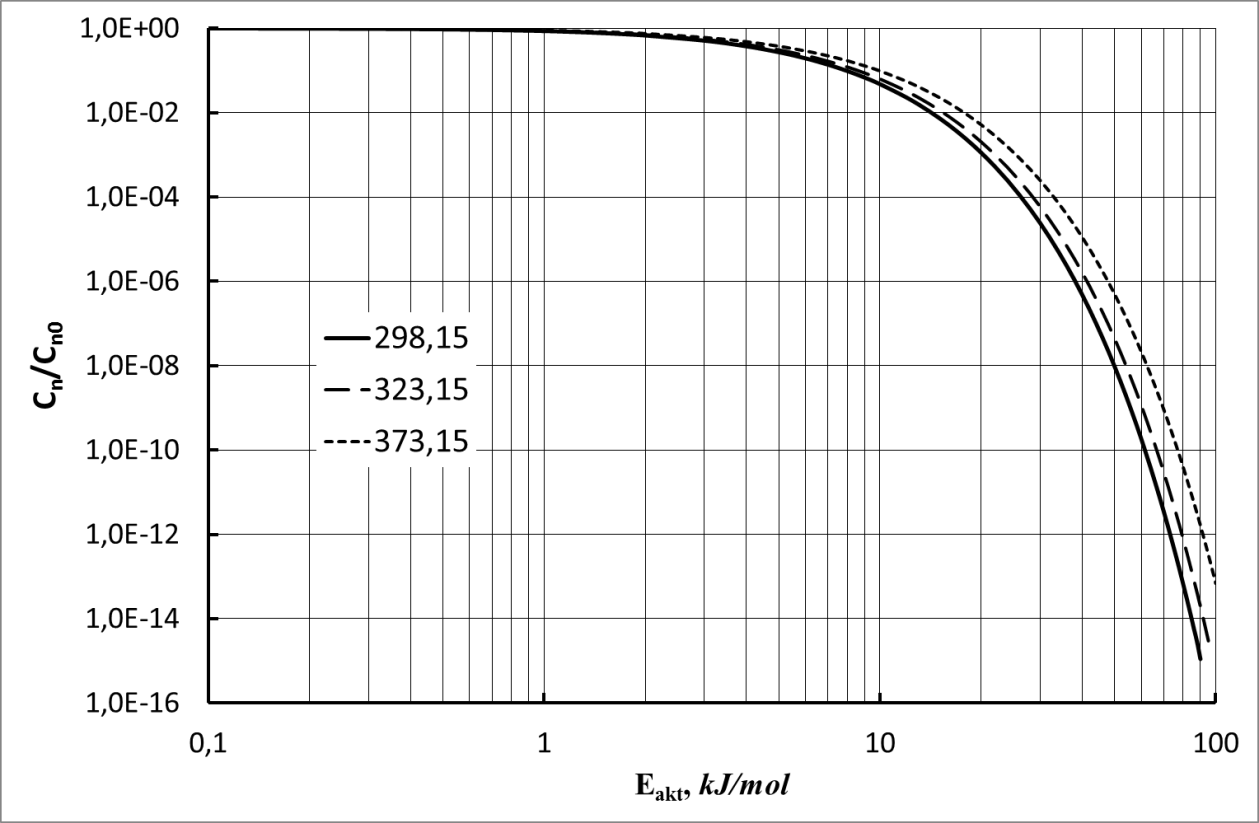 1,0E+00
1,0E-02
1,0E-04
1,0E-06
1,0E-08
1,0E-10
1,0E-12
1,0E-14
1,0E-16
Cn/Cn0
298,15
323,15
373,15
0,1 1 10 100
Eakt, kJ/mol